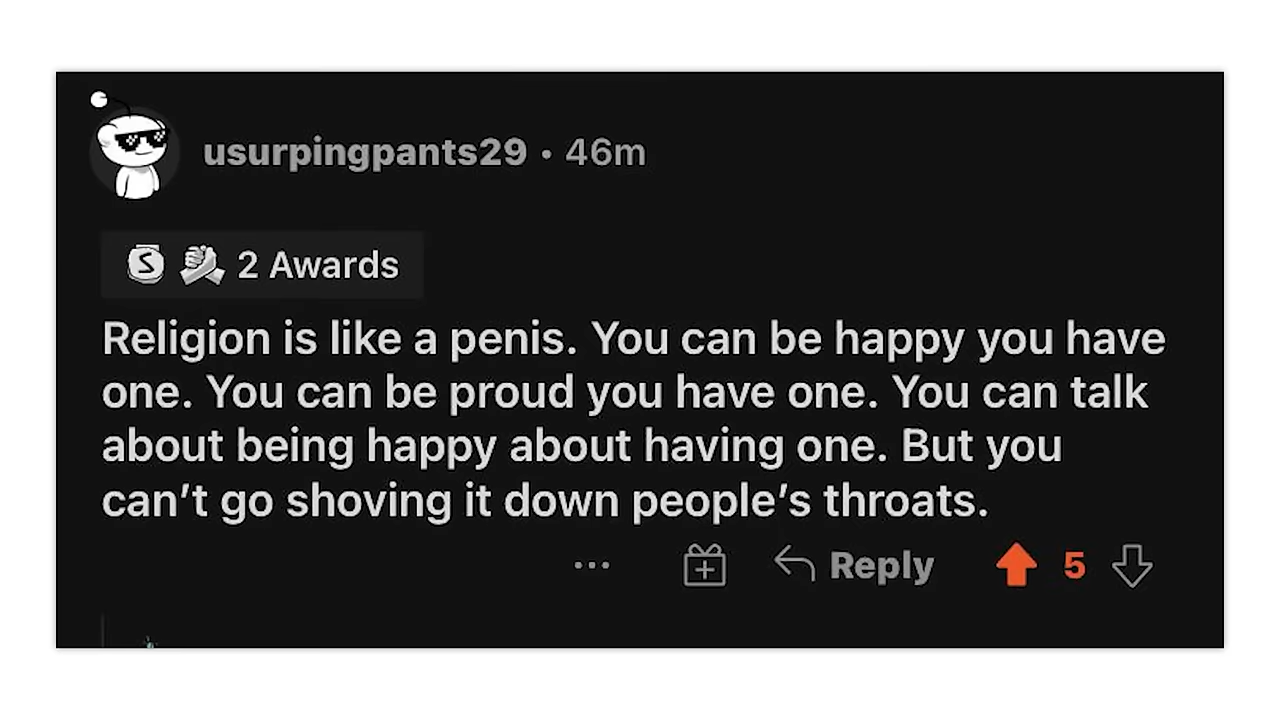 usurpingpants29 · 46m
2 Awards
Religion is like a penis. You can be happy you have
one. You can be proud you have one. You can talk
about being happy about having one. But you
can’t go shoving it down people’s throats.
Reply 5